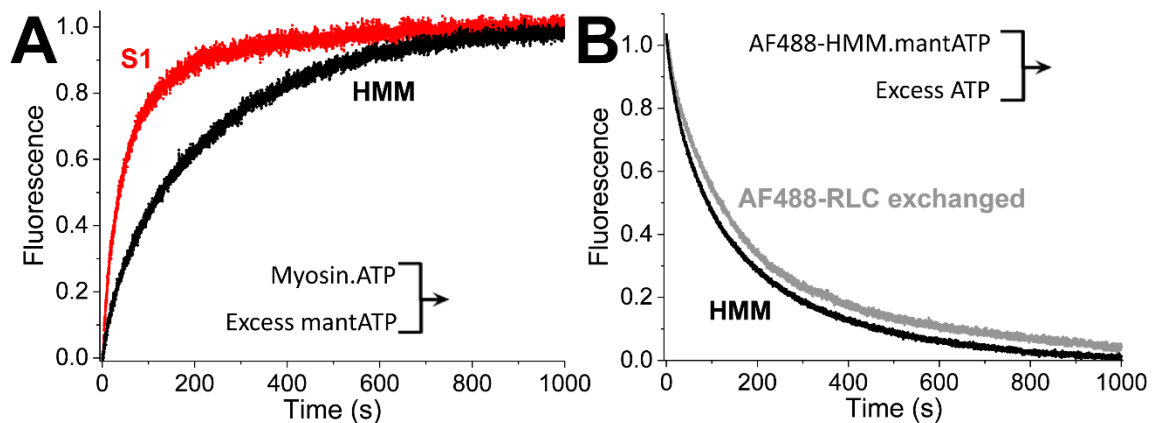 A
1.0
0.8
0.6
0.4
0.2
0.0
Fluorescence
S1
HMM
Myosin.ATP
Excess mantATP
0
200
400
600
800
1000
Time (s)
B
1.0
0.8
0.6
0.4
0.2
0.0
Fluorescence
AF488-HMM.mantATP
Excess ATP
AF488-RLC exchanged
HMM
0
200
400
600
800
1000
Time (s)